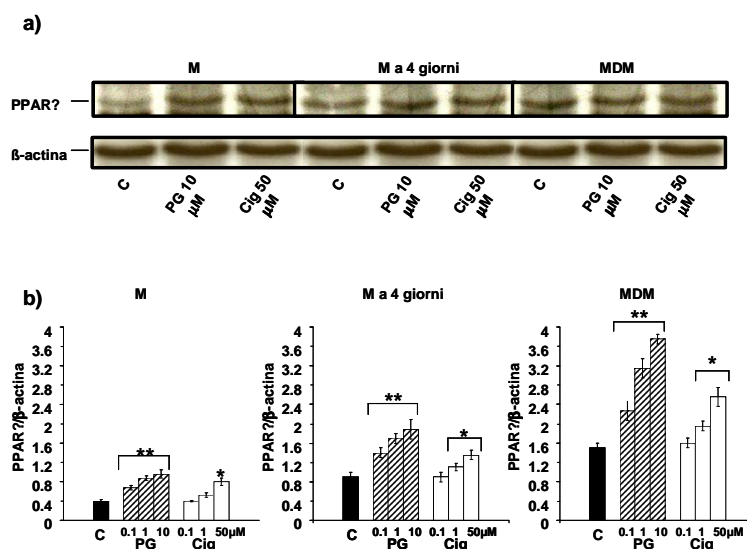 a)
M M a 4 giorni MDM
PPAR?
ß-actina
C PG 10 µM Cig 50 µM C PG 10 µM Cig 50 µM C PG 10 µM Cig 50 µM
b)
M
4
3.6
3.2
2.8
2.4
2.0
1.6
1.2
0.8
0.4
0
PPAR?/ß-actina
**
*
C 0.1 1 10 0.1 1 50µM
PG Cig
M a 4 giorni
4
3.6
3.2
2.8
2.4
2.0
1.6
1.2
0.8
0.4
0
PPAR?/ß-actina
**
*
C 0.1 1 10 0.1 1 50µM
PG Cig
MDM
4
3.6
3.2
2.8
2.4
2.0
1.6
1.2
0.8
0.4
0
PPAR?/ß-actina
**
*
C 0.1 1 10 0.1 1 50µM
PG Cig